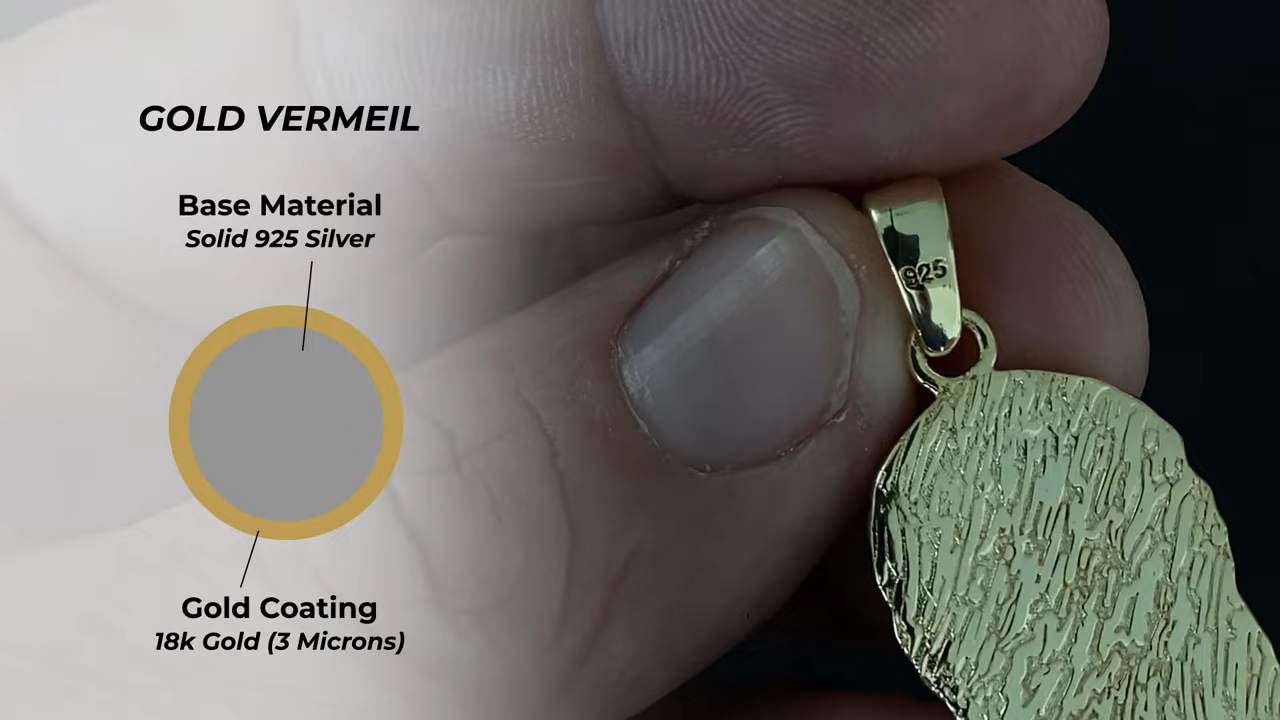 GOLD VERMEIL
Base Material
Solid 925 Silver
925
Gold Coating
18k Gold (3 Microns)